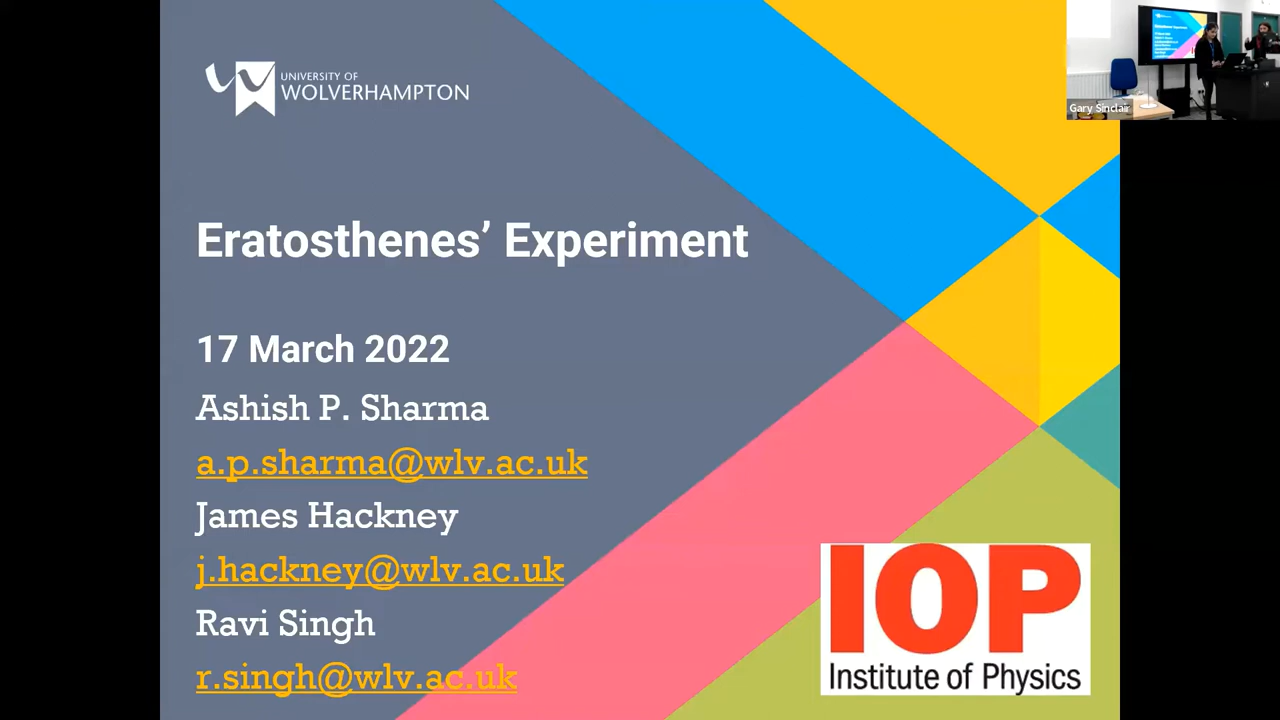 UNIVERSITY OF
WOLVERHAMPTON
Eratosthenes’ Experiment
17 March 2022
Ashish P. Sharma
a.p.sharma@wlv.ac.uk
James Hackney
j.hackney@wlv.ac.uk
Ravi Singh
r.singh@wlv.ac.uk
IOP
Institute of Physics
Gary Sinclair